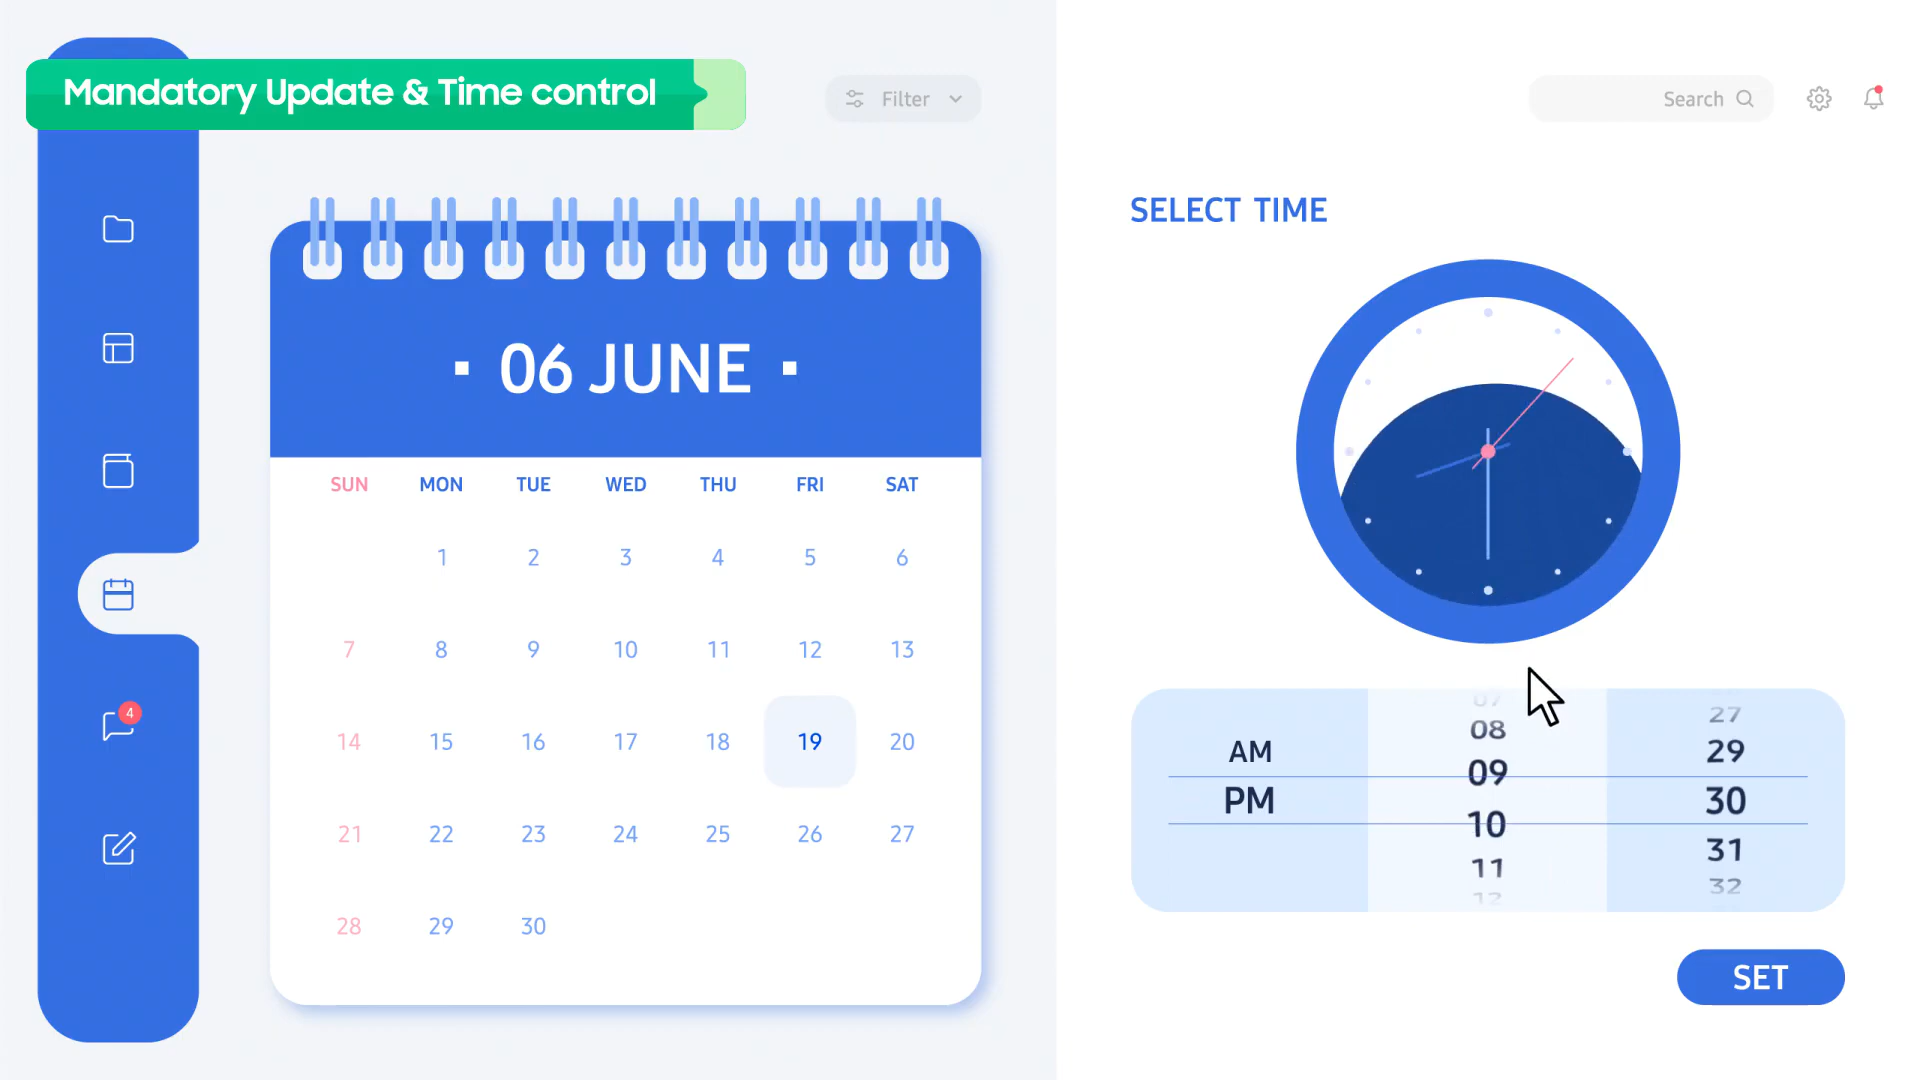 Mandatory Update & Time control
Filter
Search
SELECT TIME
· 06 JUNE ·
SUN MON TUE WED THU FRI SAT
1 2 3 4 5 6
7 8 9 10 11 12 13
14 15 16 17 18 19 20
21 22 23 24 25 26 27
28 29 30
4
07 27
08
AM 29
09
PM 30
10
31
11
32
12
SET